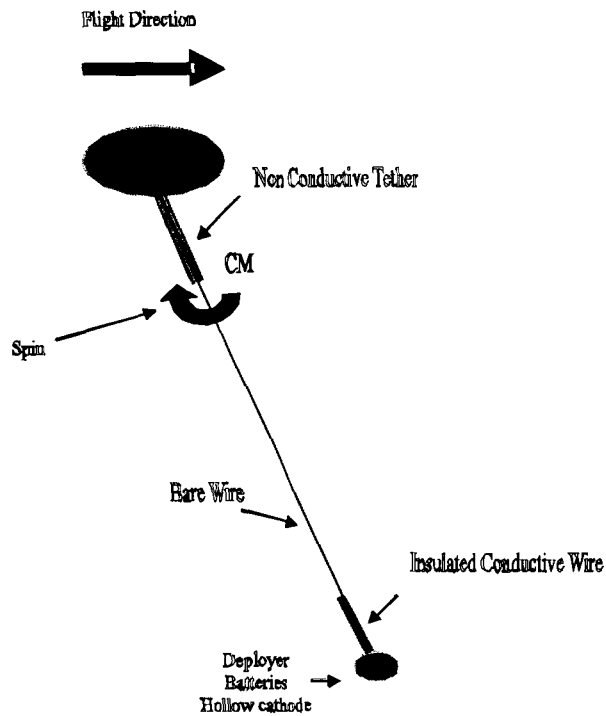 Flight Direction
Non Conductive Tether
CM
Spin
Bare Wire
Insulated Conductive Wire
Deployer
Batteries
Hollow cathode